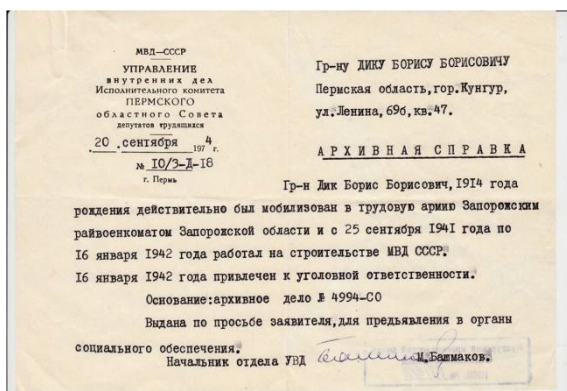 МВД—СССР
УПРАВЛЕНИЕ
внутренних дел
Исполнительного комитета
ПЕРМСКОГО
областного Совета
депутатов трудящихся
20 сентября 1974 г.
№ 10/3-Д-18
г. Пермь
Гр-ну ДИКУ БОРИСУ БОРИСОВИЧУ
Пермская область, гор.Кунгур,
ул.Ленина, 69б, кв.47.
АРХИВНАЯ СПРАВКА
Гр-н Дик Борис Борисович, 1914 года
рождения действительно был мобилизован в трудовую армию Запорожским
райвоенкоматом Запорожской области и с 25 сентября 1941 года по
16 января 1942 года работал на строительстве МВД СССР.
16 января 1942 года привлечен к уголовной ответственности.
Основание:архивное дело № 4994-СО
Выдана по просьбе заявителя, для предьявления в органы
социального обеспечения.
Начальник отдела УВД М.Башмаков.